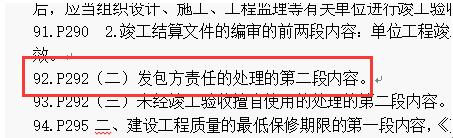 后，应当组织设计、施工、工程监理等有关单位进行竣工验收
91.P290  2.竣工结算文件的编审的前两段内容：单位工程竣
效。
92.P292（二）发包方责任的处理的第二段内容。
93.P292（三）未经竣工验收擅自使用的处理的第二段内容。
94.P295 二、建设工程质量的最低保修期限的第一段内容，《